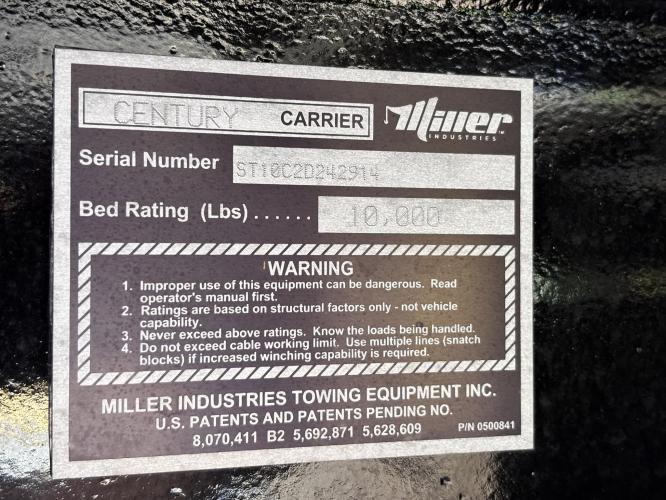 CENTURY CARRIER Miller INDUSTRIES™
Serial Number ST10C2D242914
Bed Rating (Lbs) ...... 10,000
WARNING
1. Improper use of this equipment can be dangerous. Read
operator's manual first.
2. Ratings are based on structural factors only - not vehicle
capability.
3. Never exceed above ratings. Know the loads being handled.
4. Do not exceed cable working limit. Use multiple lines (snatch
blocks) if increased winching capability is required.
MILLER INDUSTRIES TOWING EQUIPMENT INC.
U.S. PATENTS AND PATENTS PENDING NO.
8,070,411 B2 5,692,871 5,628,609 P/N 0500841